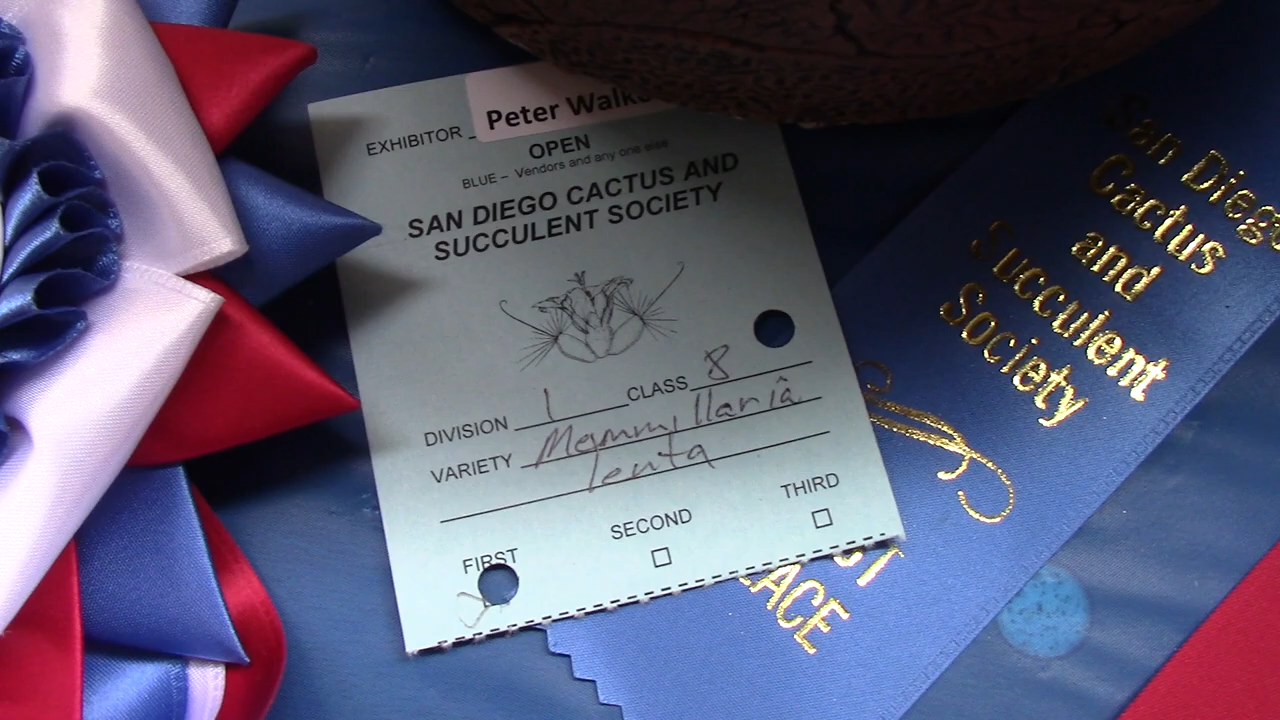 EXHIBITOR Peter Walke
OPEN
BLUE – Vendors and any one else
SAN DIEGO CACTUS AND
SUCCULENT SOCIETY
DIVISION 1 CLASS 8
VARIETY Mammillaria
lenta
FIRST SECOND THIRD
San Diego
Cactus
and
Succulent
Society
ST
LACE